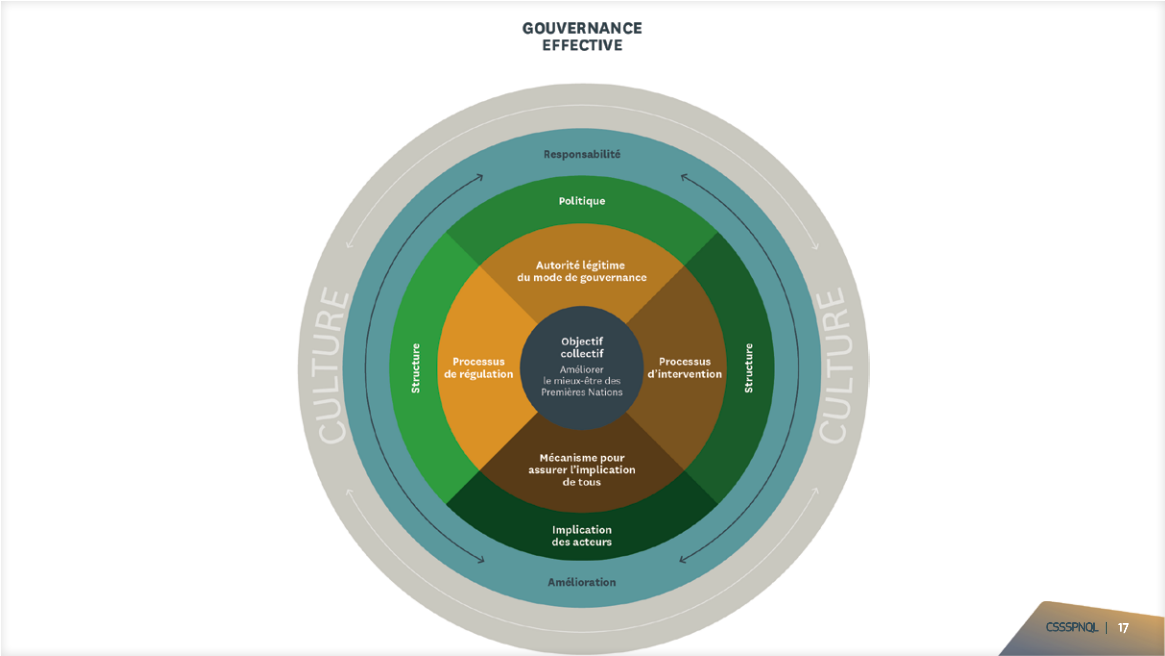 GOUVERNANCE
EFFECTIVE
Responsabilité
Politique
Autorité légitime
du mode de gouvernance
CULTURE
Structure
Processus
de régulation
Objectif
collectif
Améliorer
le mieux-être des
Premières Nations
Processus
d'intervention
Structure
CULTURE
Mécanisme pour
assurer l'implication
de tous
Implication
des acteurs
Amélioration
CSSSPNQL | 17